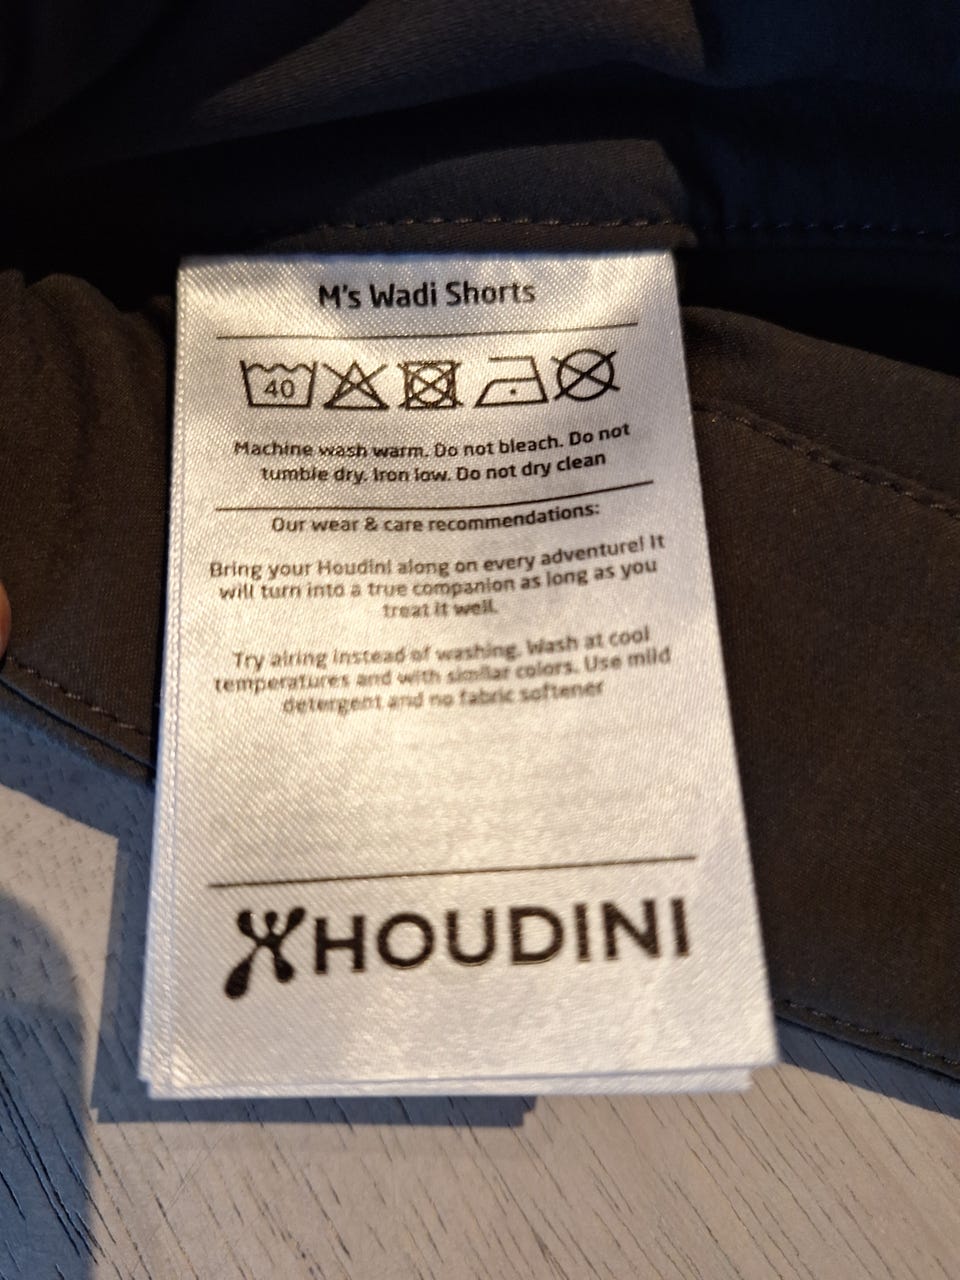 M's Wadi Shorts
40
Machine wash warm. Do not bleach. Do not
tumble dry. Iron low. Do not dry clean
Our wear & care recommendations:
Bring your Houdini along on every adventure! It
will turn into a true companion as long as you
treat it well.
Try airing instead of washing. Wash at cool
temperatures and with similar colors. Use mild
detergent and no fabric softener
HOUDINI